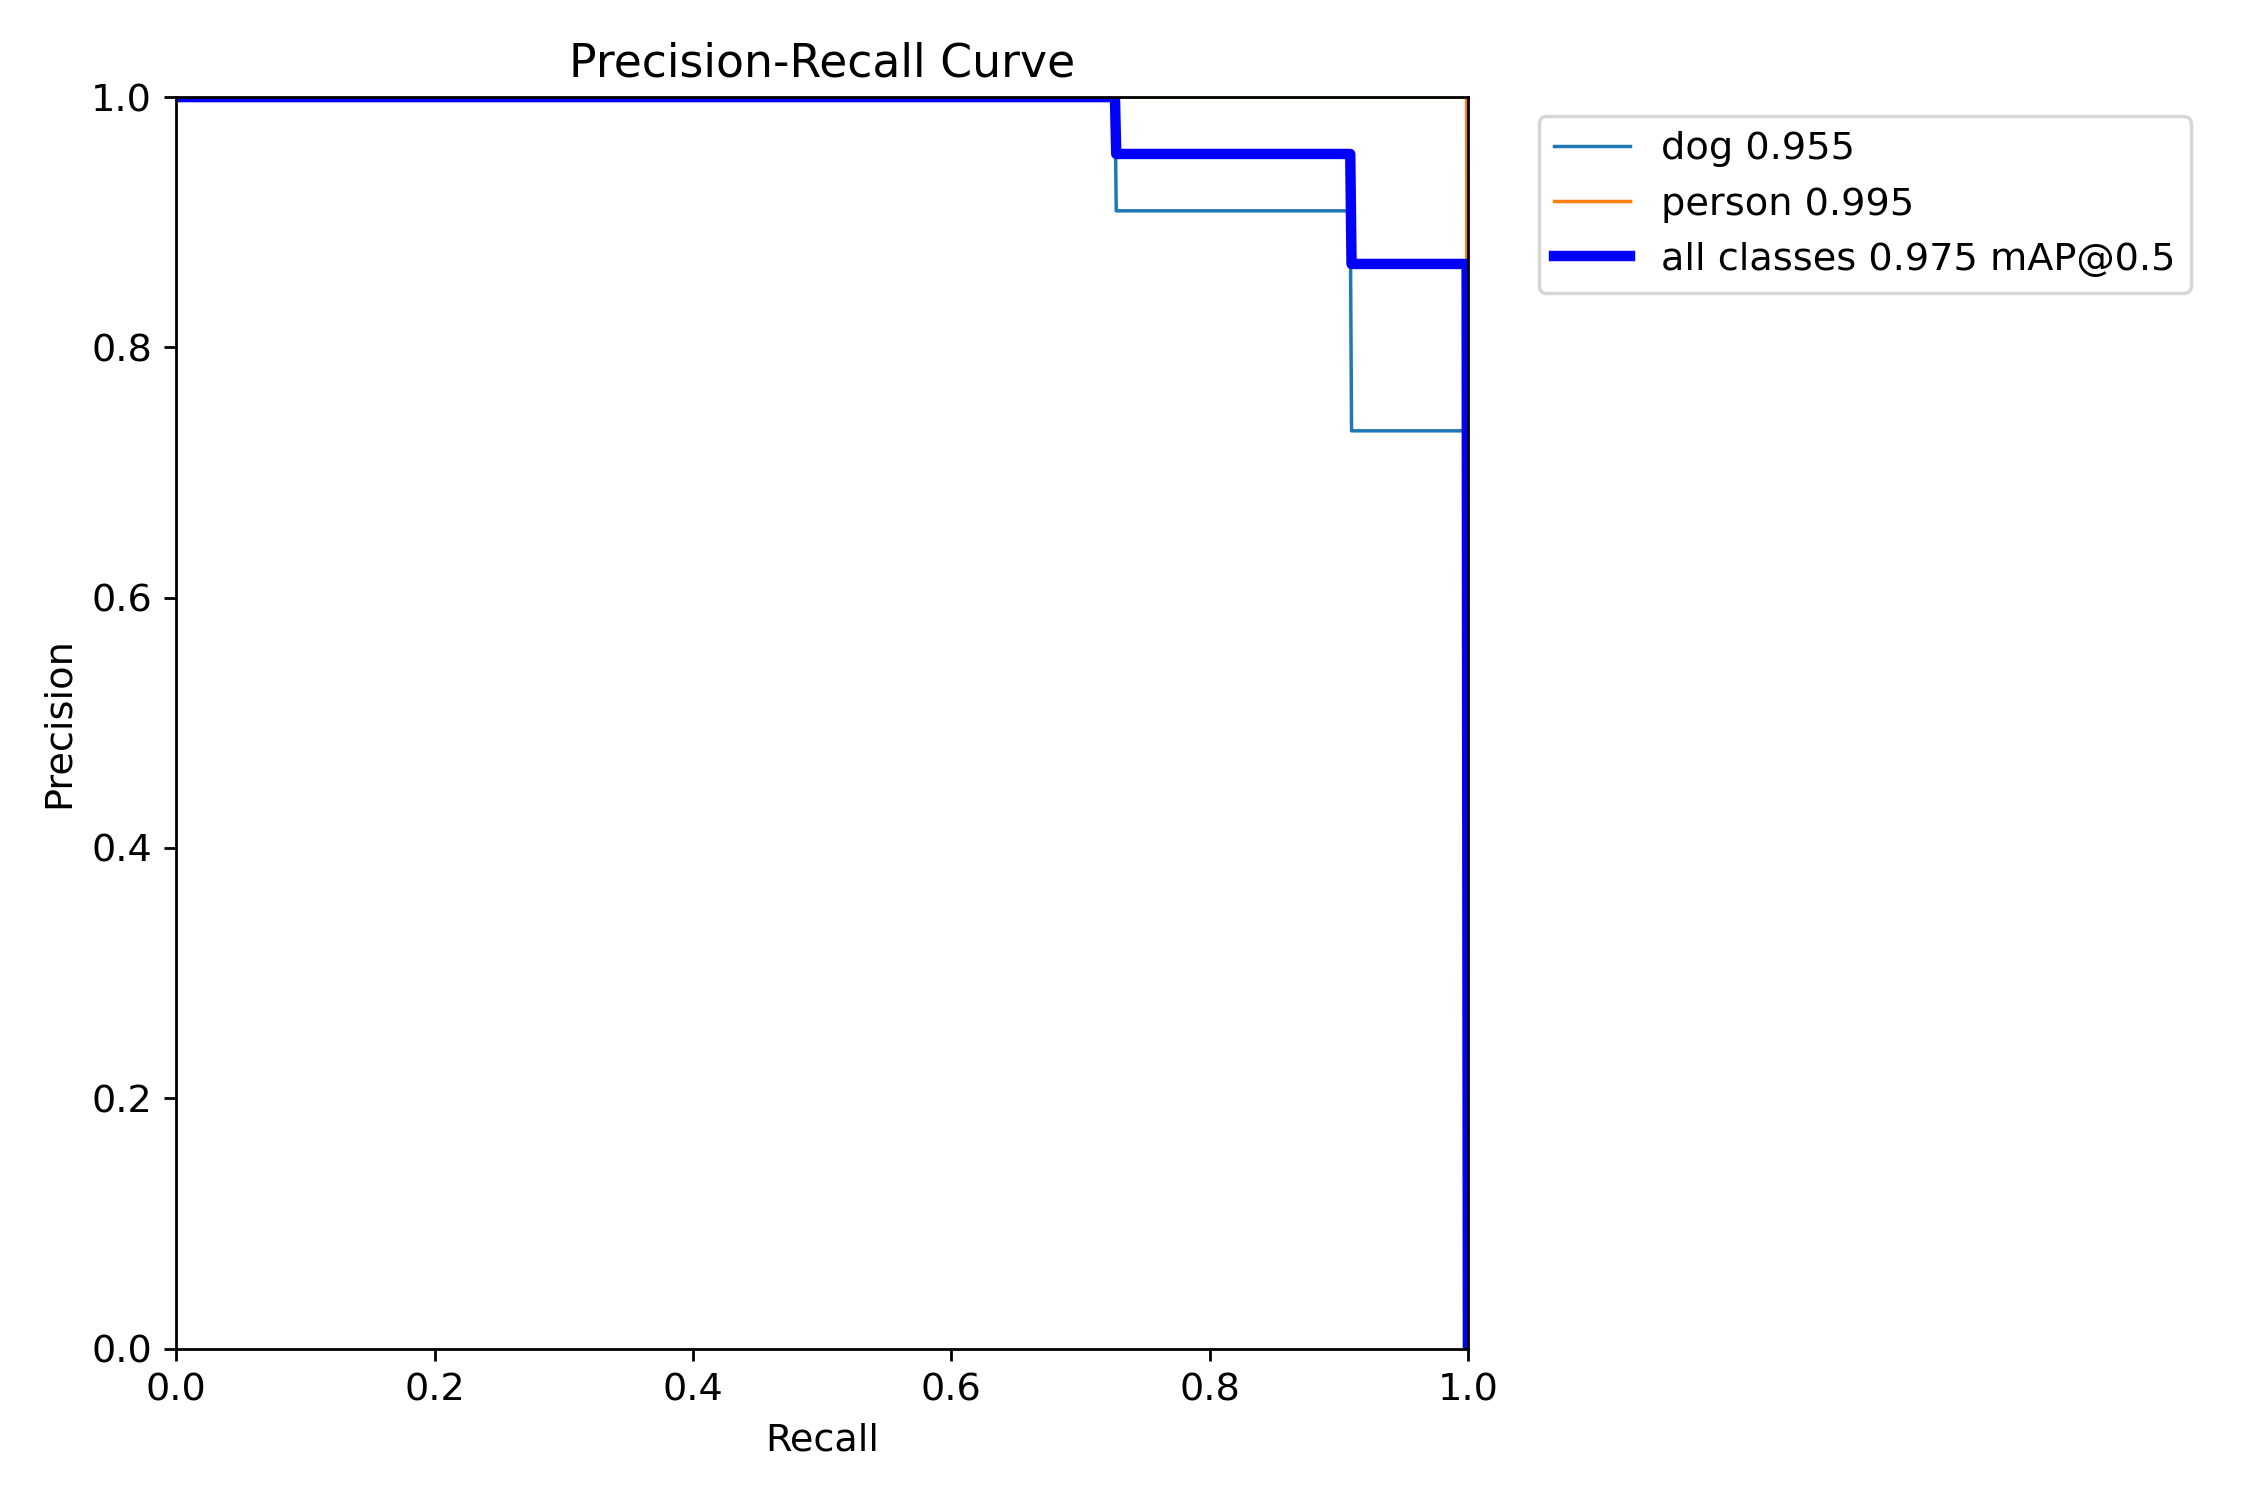 Precision-Recall Curve
1.0
0.8
0.6
0.4
0.2
0.0
Precision
0.0 0.2 0.4 0.6 0.8 1.0
Recall
dog 0.955
person 0.995
all classes 0.975 mAP@0.5